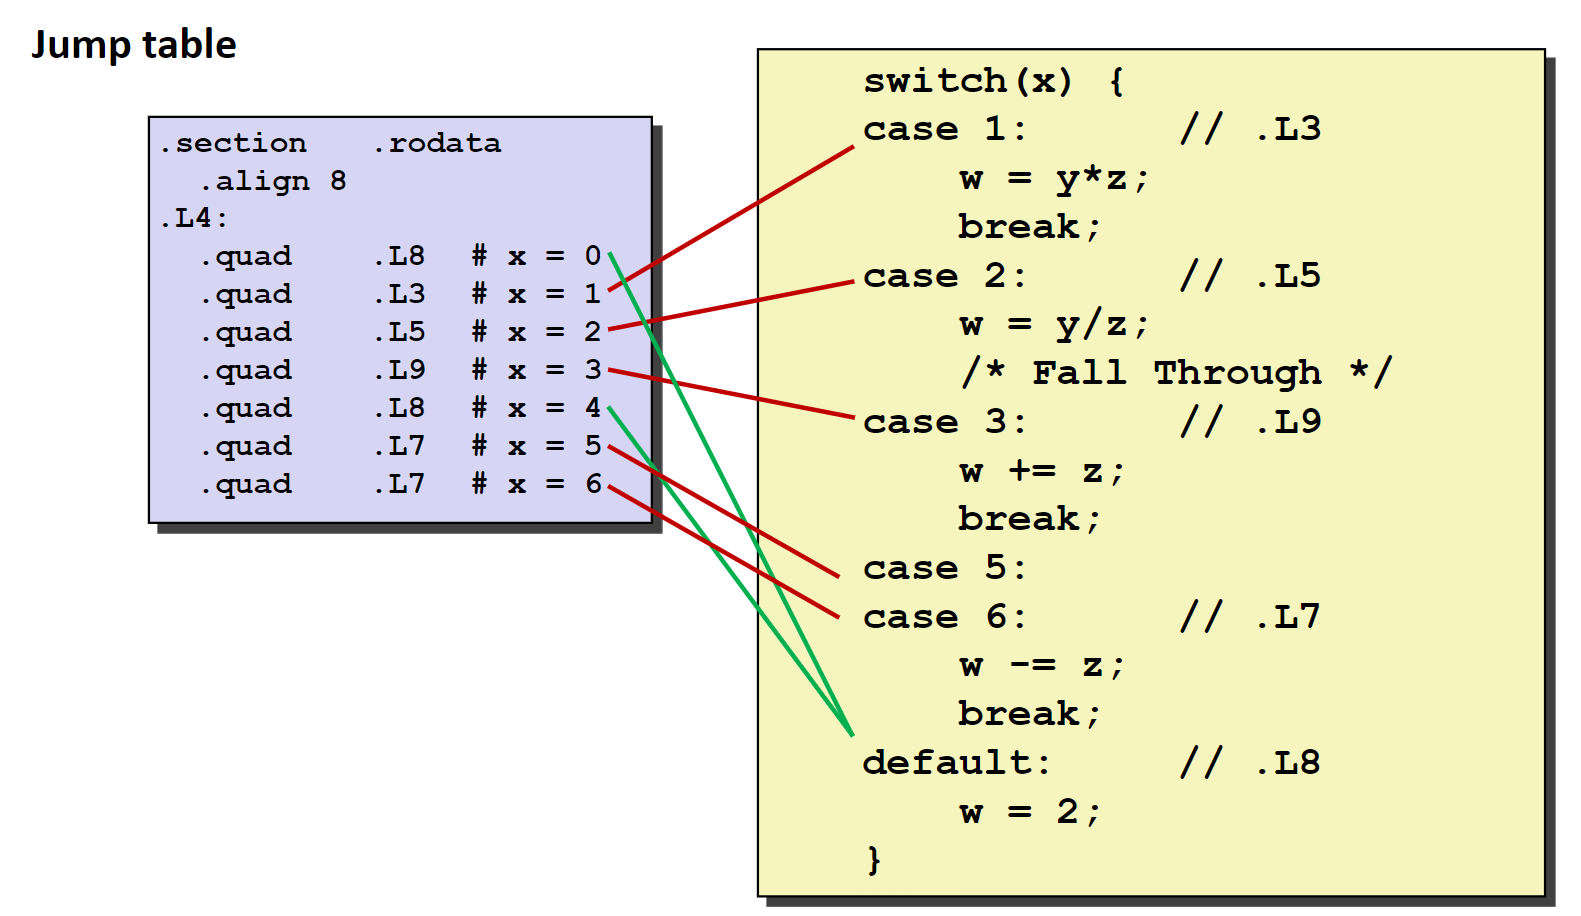 Jump table
.section .rodata
.align 8
.L4:
.quad .L8 # x = 0
.quad .L3 # x = 1
.quad .L5 # x = 2
.quad .L9 # x = 3
.quad .L8 # x = 4
.quad .L7 # x = 5
.quad .L7 # x = 6
switch(x) {
case 1: // .L3
w = y*z;
break;
case 2: // .L5
w = y/z;
/* Fall Through */
case 3: // .L9
w += z;
break;
case 5:
case 6: // .L7
w -= z;
break;
default: // .L8
w = 2;
}